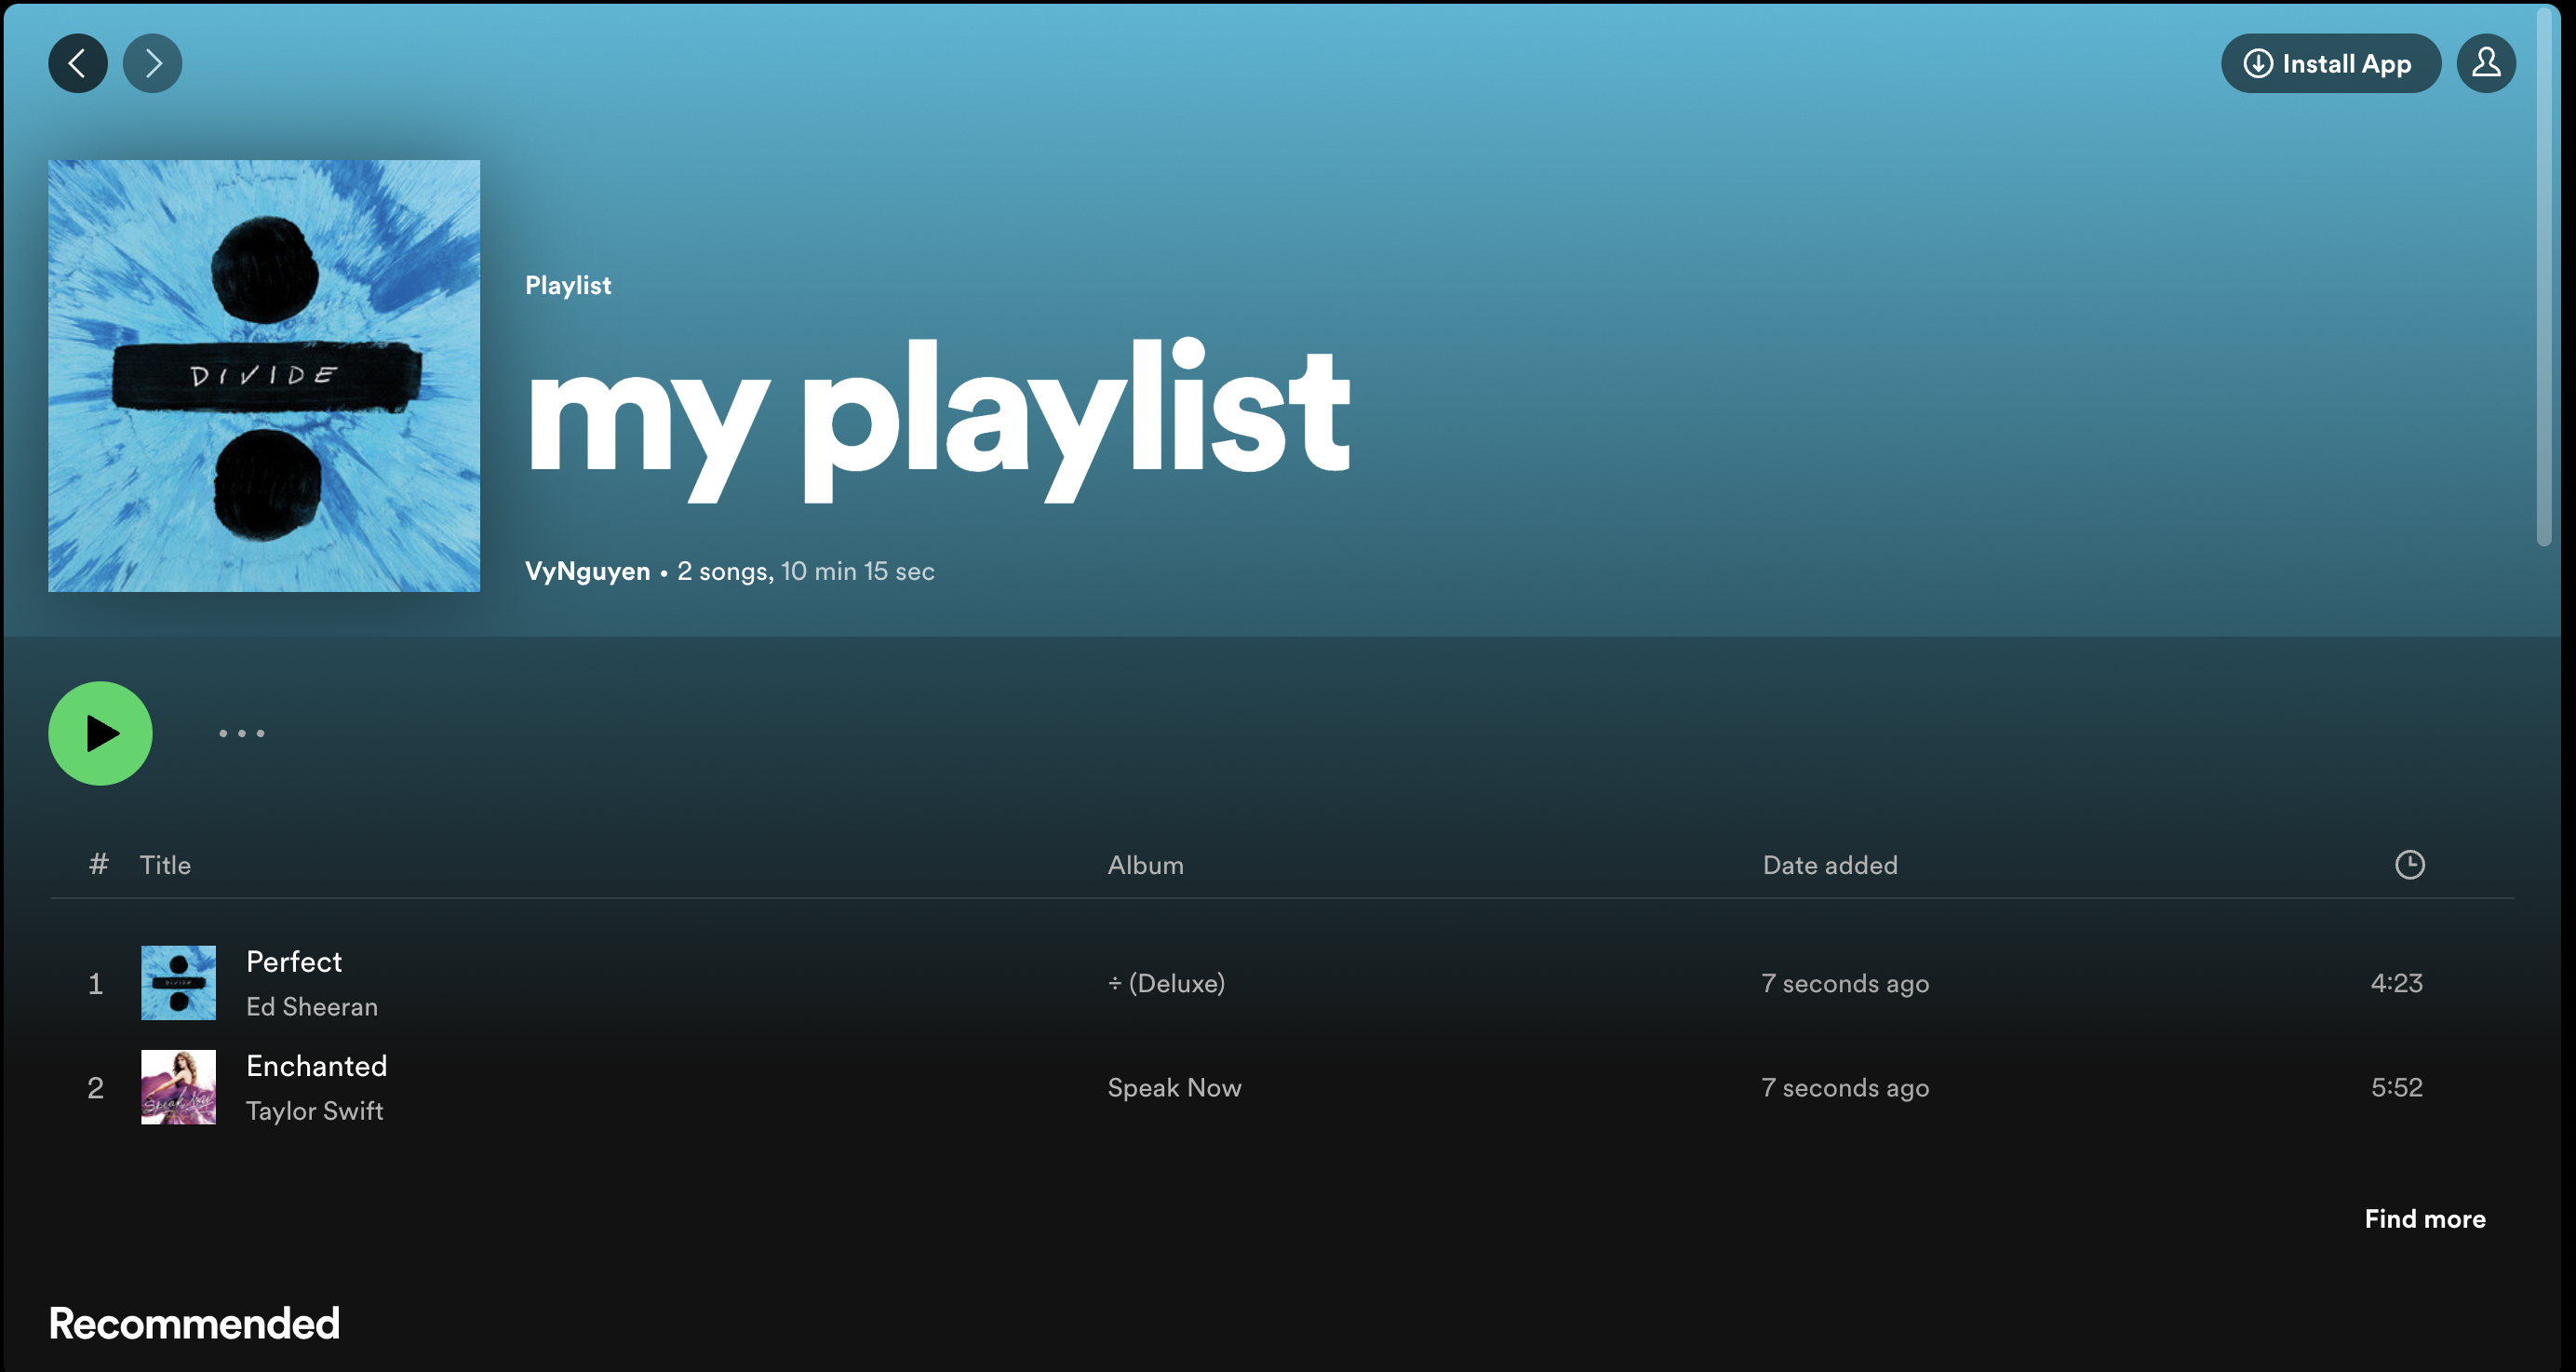 Install App
DIVIDE
Playlist
my playlist
VyNguyen • 2 songs, 10 min 15 sec
# Title Album Date added
1 Perfect ÷ (Deluxe) 7 seconds ago 4:23
Ed Sheeran
2 Enchanted Speak Now 7 seconds ago 5:52
Taylor Swift
Speak Now
Find more
Recommended